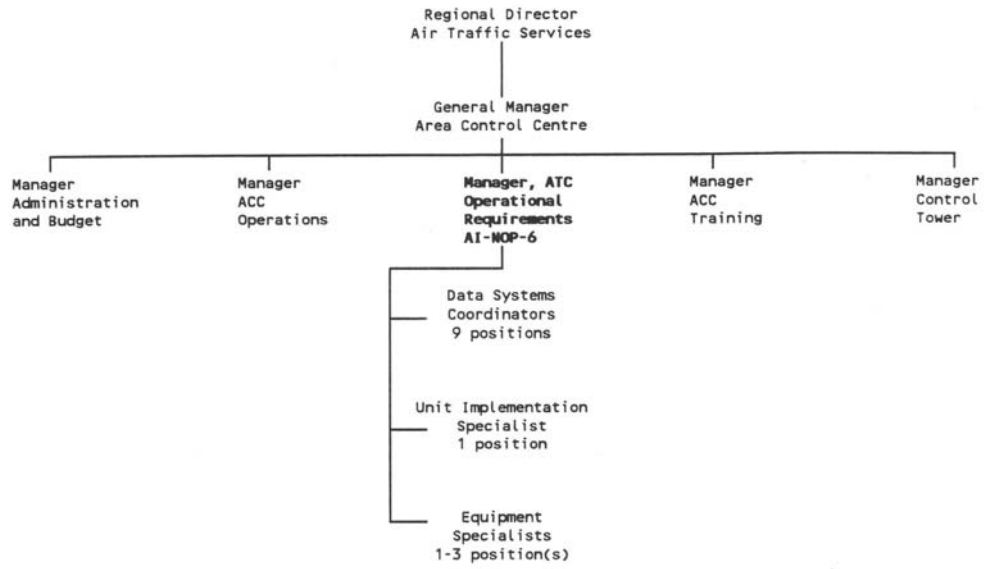 Regional Director
Air Traffic Services
General Manager
Area Control Centre
Manager
Administration
and Budget
Manager
ACC
Operations
Manager, ATC
Operational
Requirements
AI-NOP-6
Manager
ACC
Training
Manager
Control
Tower
Data Systems
Coordinators
9 positions
Unit Implementation
Specialist
1 position
Equipment
Specialists
1-3 position(s)